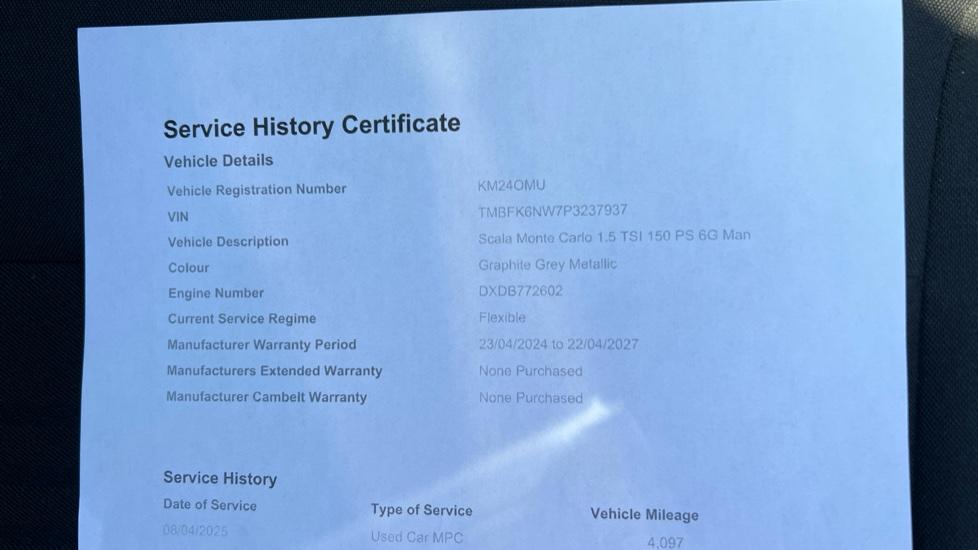 Service History Certificate
Vehicle Details
Vehicle Registration Number KM24OMU
VIN TMBFK6NW7P3237937
Vehicle Description Scala Monte Carlo 1.5 TSI 150 PS 6G Man
Colour Graphite Grey Metallic
Engine Number DXDB772602
Current Service Regime Flexible
Manufacturer Warranty Period 23/04/2024 to 22/04/2027
Manufacturers Extended Warranty None Purchased
Manufacturer Cambelt Warranty None Purchased
Service History
Date of Service Type of Service Vehicle Mileage
08/04/2025 Used Car MPC 4,097